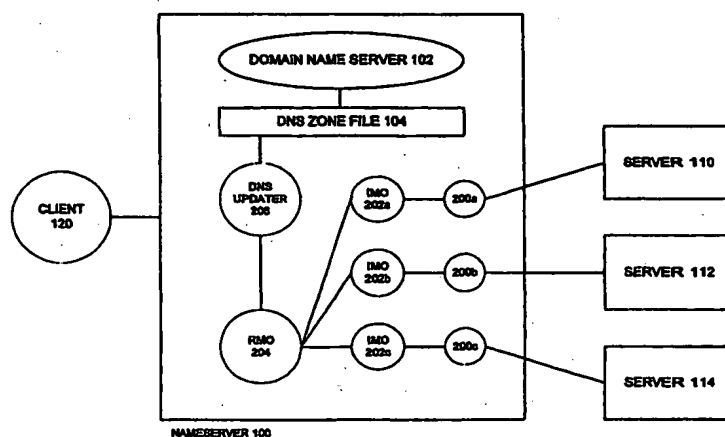 DOMAIN NAME SERVER 102
DNS ZONE FILE 104
SERVER 110
CLIENT
120
DNS
UPDATER
206
IMO
202a
200a
IMO
202b
200b
SERVER 112
RMO
204
IMO
202c
200c
SERVER 114
NAMESERVER 100